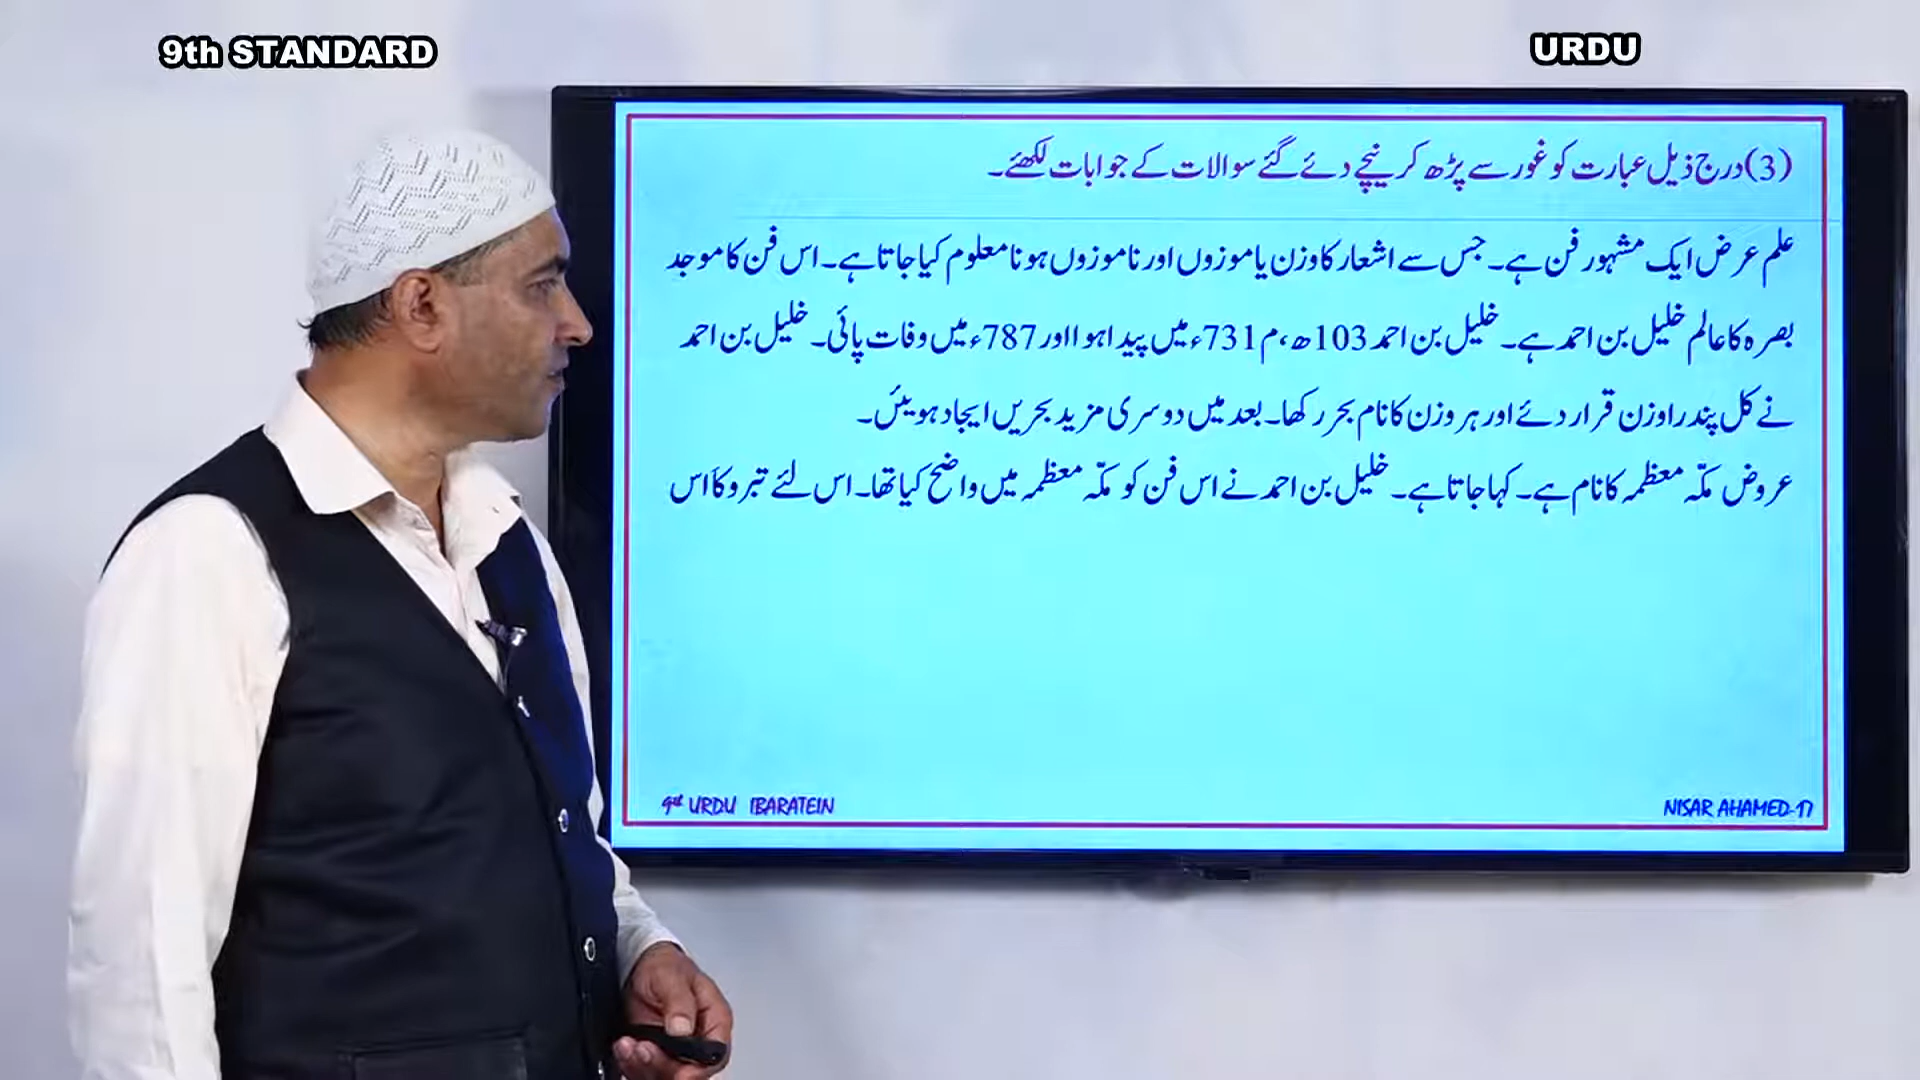 9th STANDARD
URDU
(3)درج ذیل عبارت کو غور سے پڑھ کر نیچے دئے گئے سوالات کے جوابات لکھئے۔
علم عرض ایک مشہور فن ہے۔ جس سے اشعار کا وزن یا موزوں اور ناموزوں ہونا معلوم کیا جاتا ہے۔ اس فن کا موجد
بصرہ کا عالم خلیل بن احمد ہے۔ خلیل بن احمد 103ھ،م 731ء میں پیدا ہوا اور 787ء میں وفات پائی۔ خلیل بن احمد
نے کل پندرا وزن قرار دئے اور ہر وزن کا نام بحر رکھا۔ بعد میں دوسری مزید بحریں ایجاد ہویئں۔
عروض مکّہ معظمہ کا نام ہے۔ کہا جاتا ہے۔ خلیل بن احمد نے اس فن کو مکّہ معظمہ میں واضح کیا تھا۔ اس لئے تبروکاً اس
9th URDU IBARATEIN
NISAR AHAMED-17